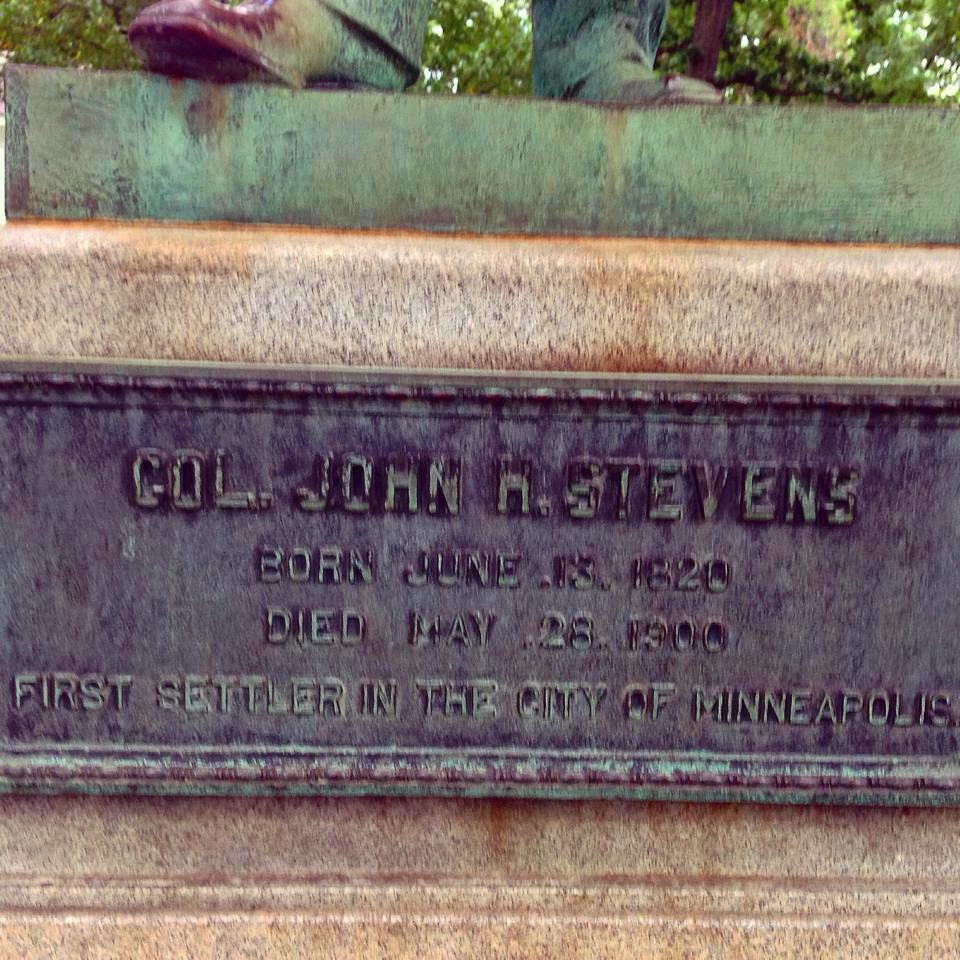 COL. JOHN H. STEVENS
BORN JUNE .13. 1820
DIED MAY .28. 1900
FIRST SETTLER IN THE CITY OF MINNEAPOLIS.